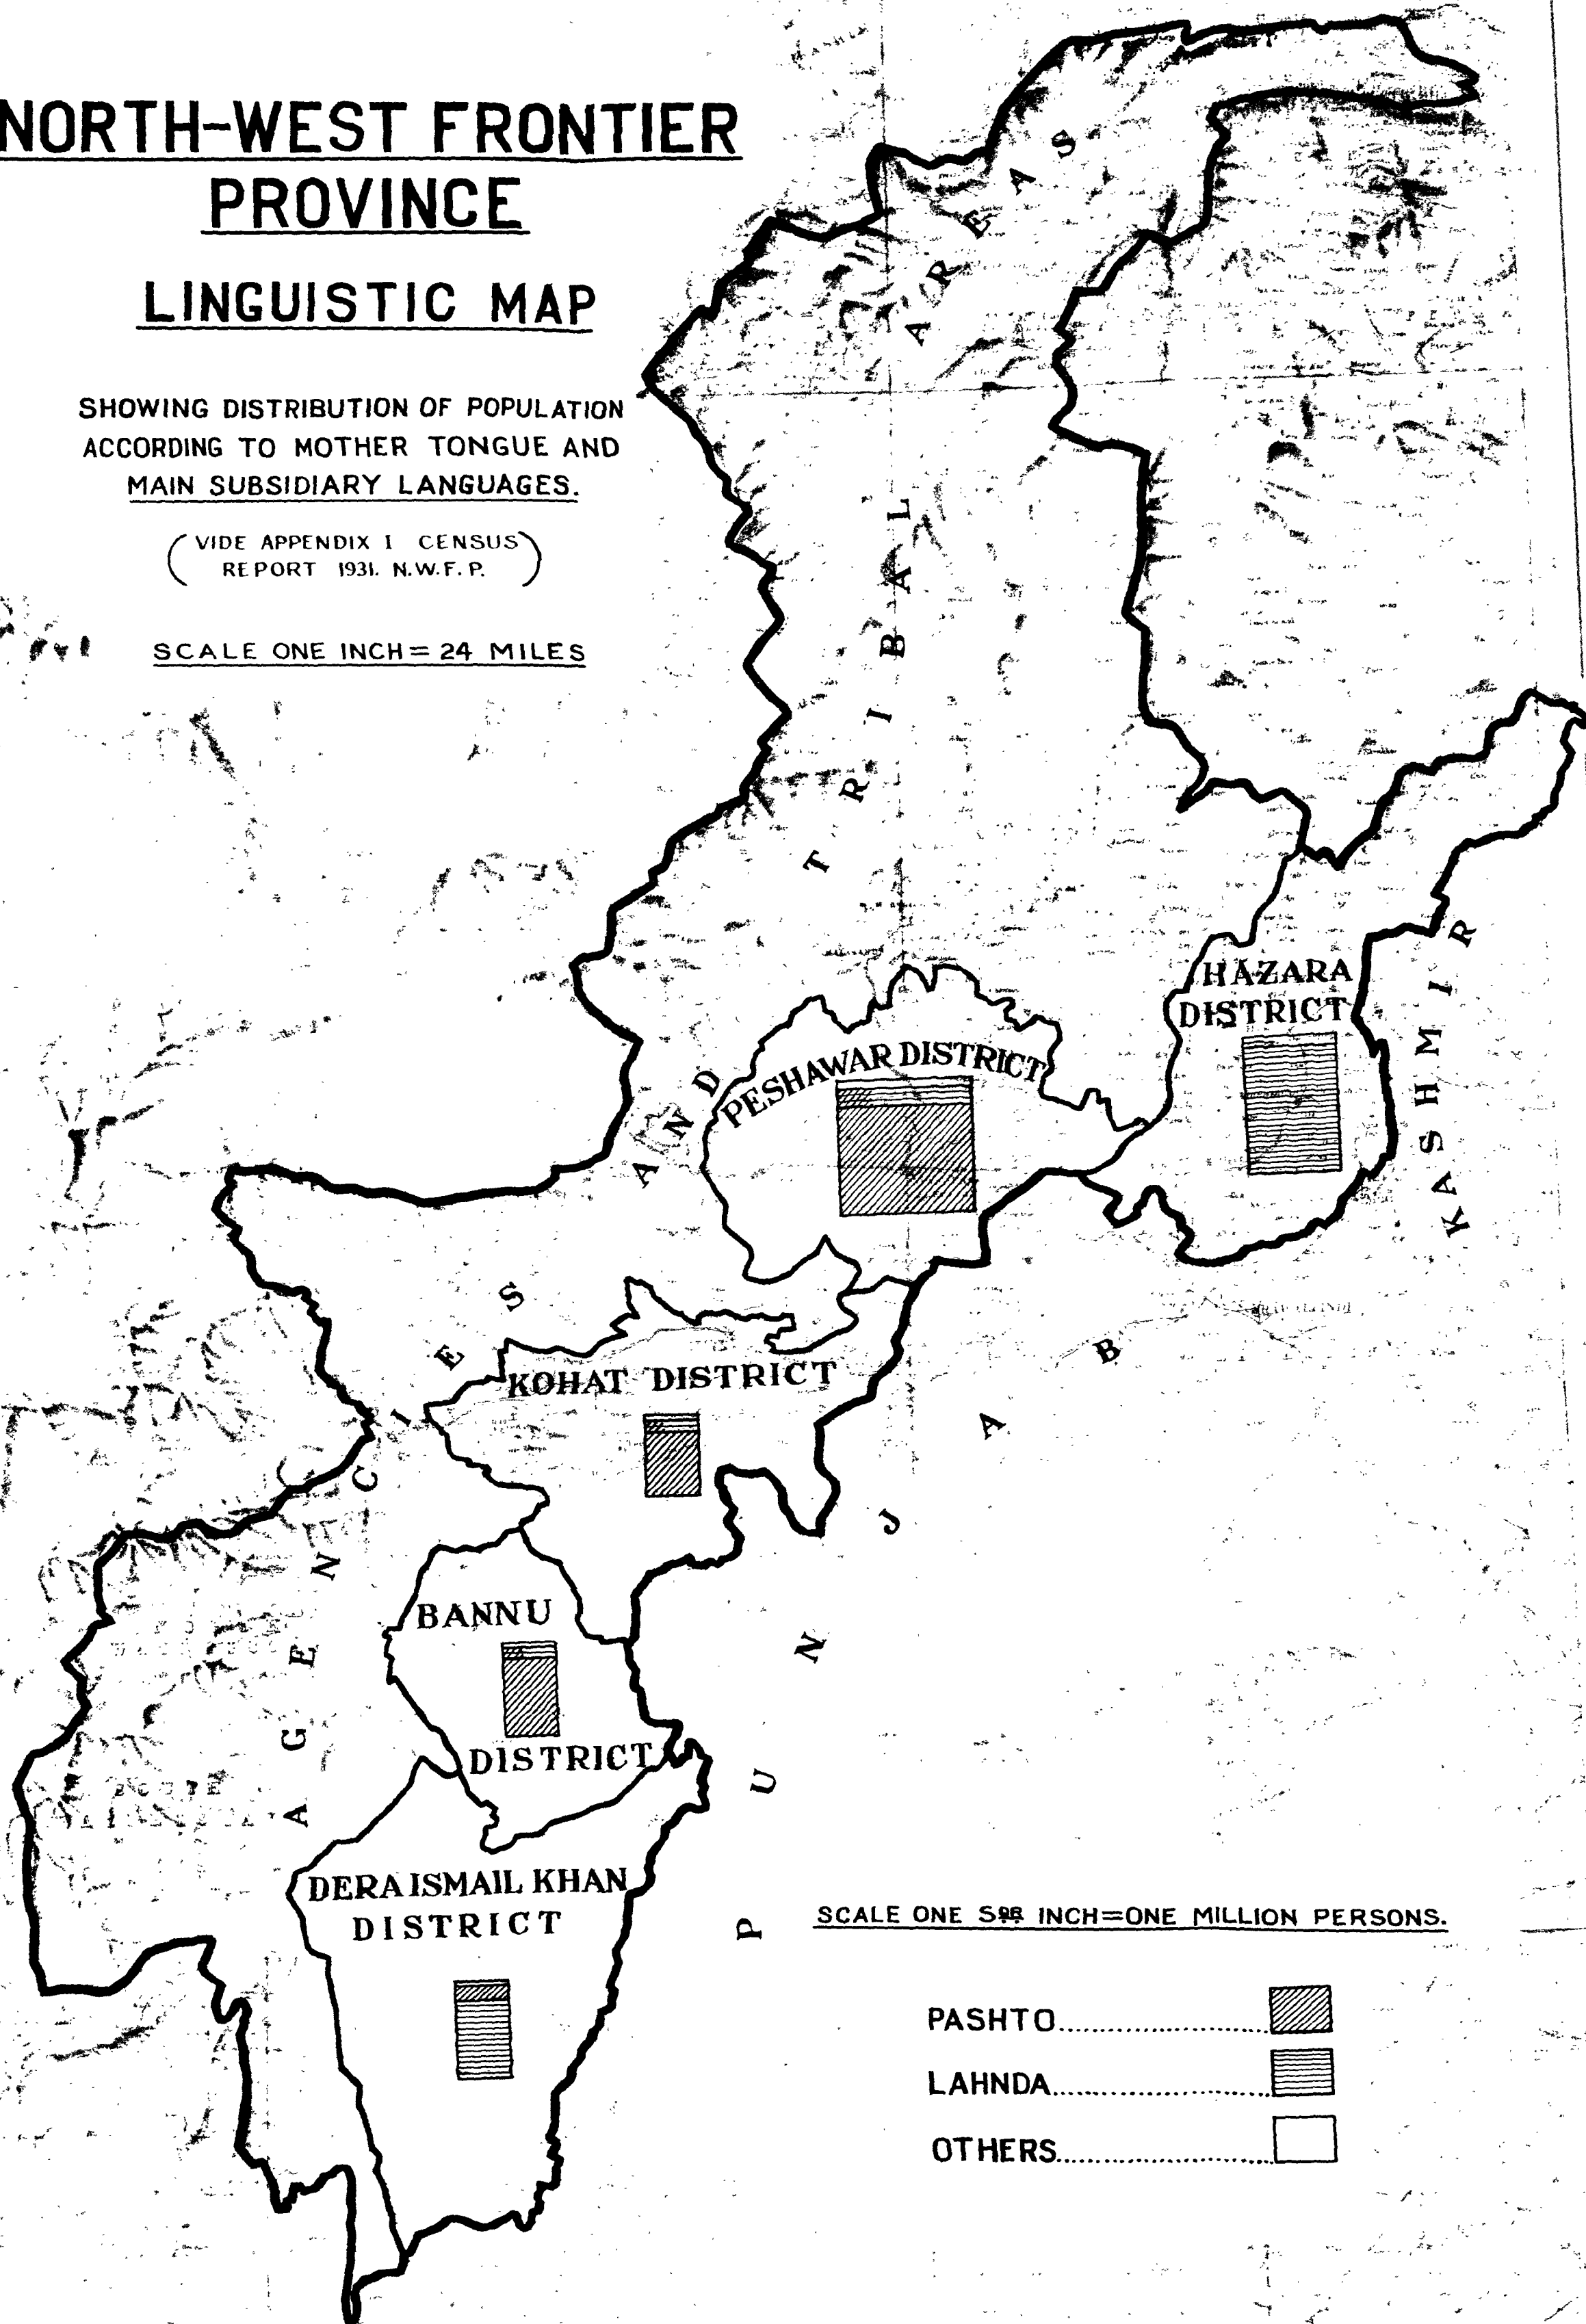 NORTH-WEST FRONTIER
PROVINCE
LINGUISTIC MAP
SHOWING DISTRIBUTION OF POPULATION
ACCORDING TO MOTHER TONGUE AND
MAIN SUBSIDIARY LANGUAGES.
(VIDE APPENDIX I CENSUS
REPORT 1931. N.W.F.P.)
SCALE ONE INCH = 24 MILES
AGENCIES AND TRIBAL AREAS
HAZARA
DISTRICT
PESHAWAR DISTRICT
KASHMIR
KOHAT DISTRICT
PUNJAB
BANNU
DISTRICT
DERA ISMAIL KHAN
DISTRICT
SCALE ONE SQR INCH=ONE MILLION PERSONS.
PASHTO
LAHNDA
OTHERS